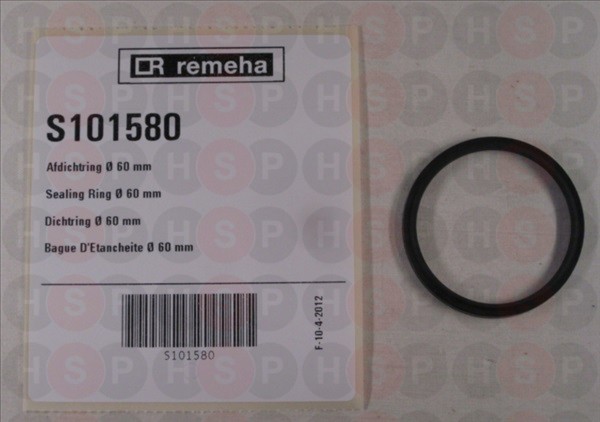 remeha
S101580
Afdichtring Ø 60 mm
Sealing Ring Ø 60 mm
Dichtring Ø 60 mm
Bague D'Etancheite Ø 60 mm
S101580
F-10-4-2012
HSP